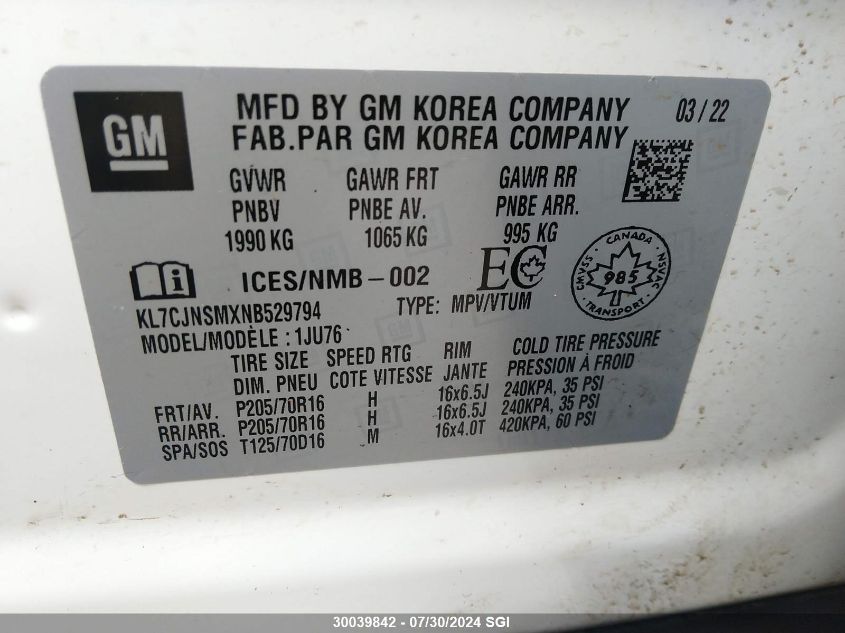 GM
MFD BY GM KOREA COMPANY 03 / 22
FAB.PAR GM KOREA COMPANY
GVWR GAWR FRT GAWR RR
PNBV PNBE AV. PNBE ARR.
1990 KG 1065 KG 995 KG
ICES/NMB-002 EC
CANADA CMVSS 985 NSVAC TRANSPORT
KL7CJNSMXNB529794 TYPE: MPV/VTUM
MODEL/MODÈLE : 1JU76
TIRE SIZE SPEED RTG RIM COLD TIRE PRESSURE
DIM. PNEU COTE VITESSE JANTE PRESSION À FROID
FRT/AV. P205/70R16 H 16x6.5J 240KPA, 35 PSI
RR/ARR. P205/70R16 H 16x6.5J 240KPA, 35 PSI
SPA/SOS T125/70D16 M 16x4.0T 420KPA, 60 PSI
30039842 - 07/30/2024 SGI